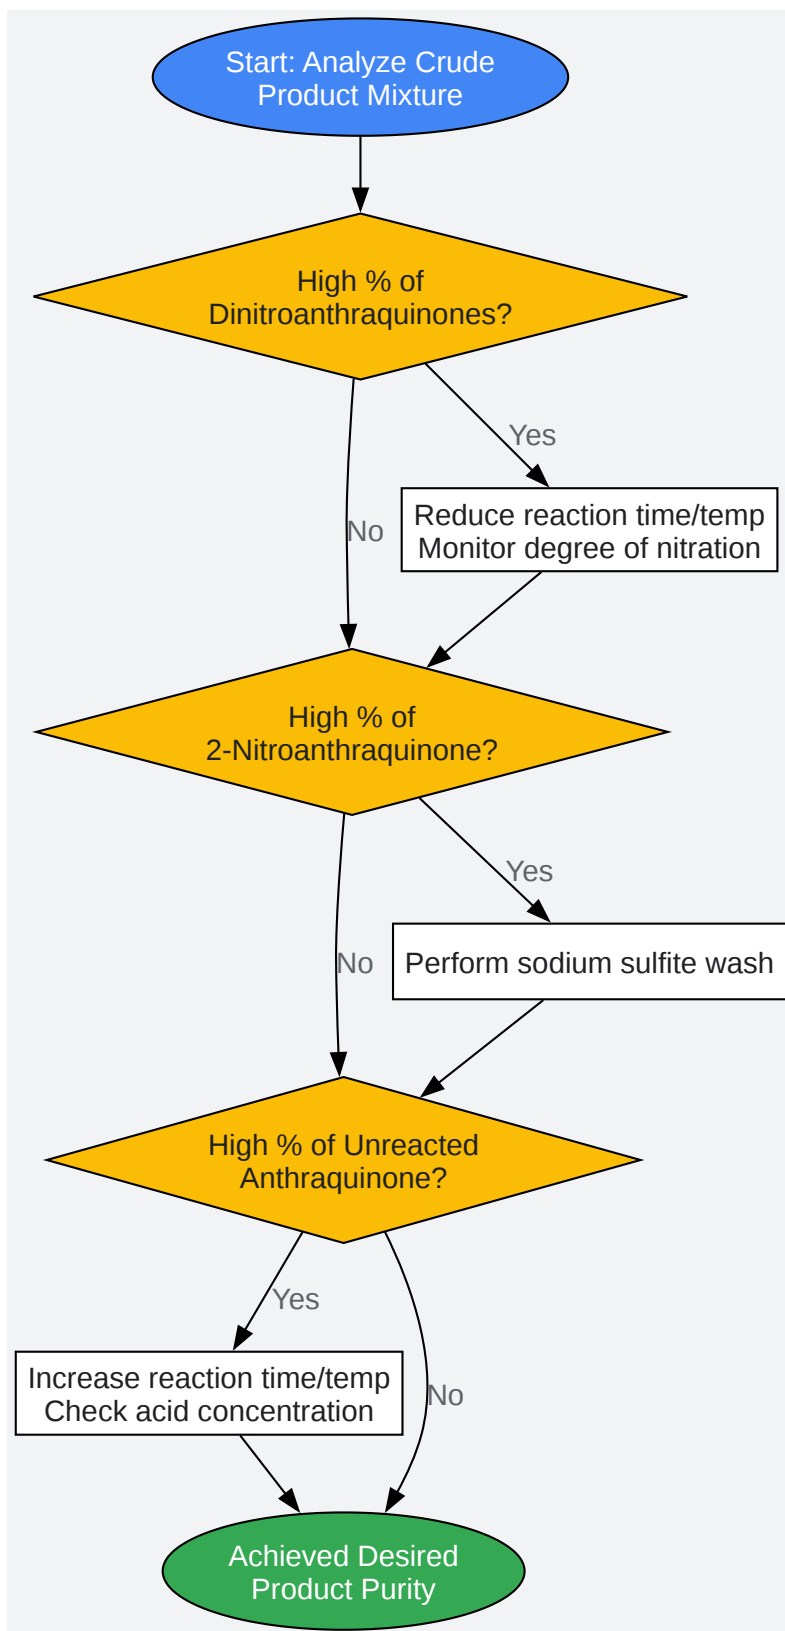 Start: Analyze Crude
Product Mixture
High % of
Dinitroanthraquinones?
Yes
Reduce reaction time/temp
Monitor degree of nitration
No
High % of
2-Nitroanthraquinone?
Yes
Perform sodium sulfite wash
No
High % of Unreacted
Anthraquinone?
Yes
Increase reaction time/temp
Check acid concentration
No
Achieved Desired
Product Purity